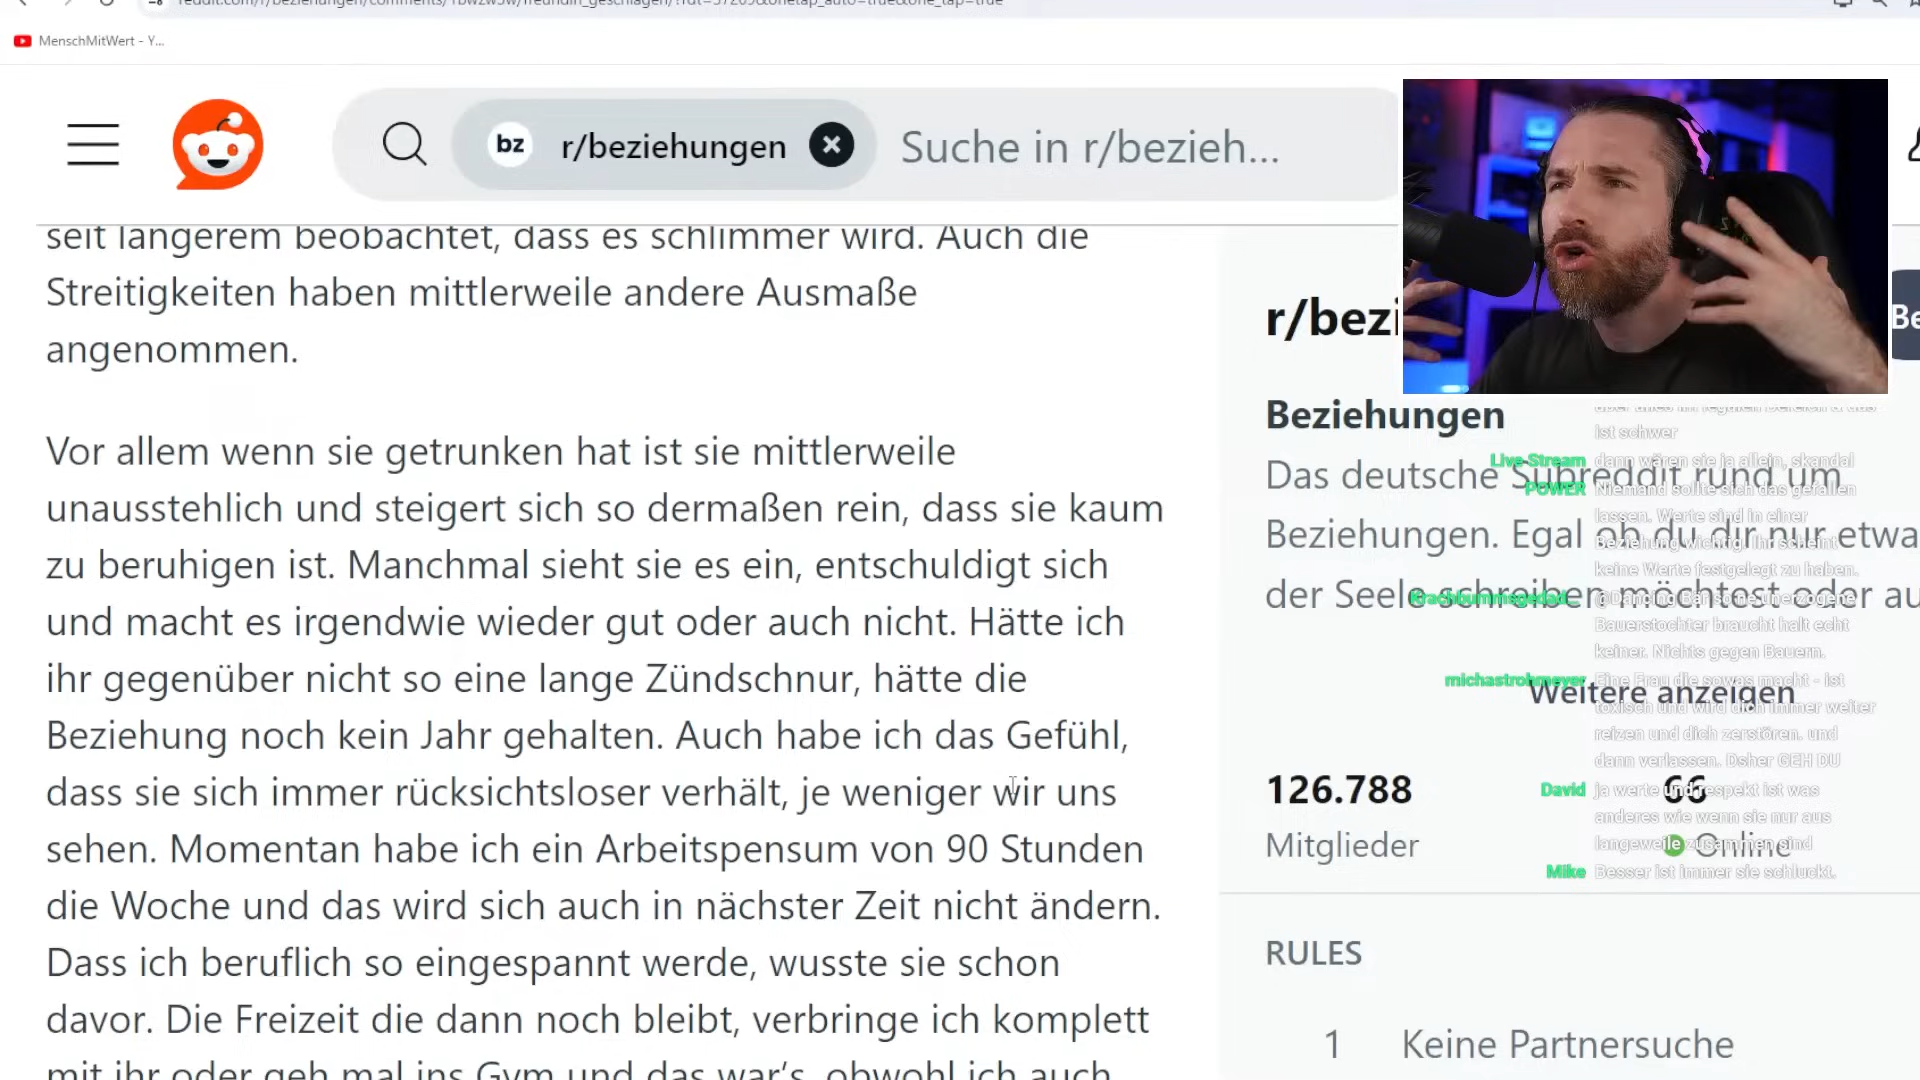 MenschMitWert - Y...
bz r/beziehungen
Suche in r/bezieh...
seit längerem beobachtet, dass es schlimmer wird. Auch die
Streitigkeiten haben mittlerweile andere Ausmaße
angenommen.
Vor allem wenn sie getrunken hat ist sie mittlerweile
unausstehlich und steigert sich so dermaßen rein, dass sie kaum
zu beruhigen ist. Manchmal sieht sie es ein, entschuldigt sich
und macht es irgendwie wieder gut oder auch nicht. Hätte ich
ihr gegenüber nicht so eine lange Zündschnur, hätte die
Beziehung noch kein Jahr gehalten. Auch habe ich das Gefühl,
dass sie sich immer rücksichtsloser verhält, je weniger wir uns
sehen. Momentan habe ich ein Arbeitspensum von 90 Stunden
die Woche und das wird sich auch in nächster Zeit nicht ändern.
Dass ich beruflich so eingespannt werde, wusste sie schon
davor. Die Freizeit die dann noch bleibt, verbringe ich komplett
mit ihr oder geh mal ins Gym und das war's, obwohl ich auch
r/bezi
Be
Beziehungen
Das deutsche Subreddit rund um
Beziehungen. Egal ob du dir nur etwa
der Seele schreiben möchtest oder au
Weitere anzeigen
126.788
Mitglieder
66
Online
RULES
1 Keine Partnersuche
ist schwer
Live Stream dann wären sie ja allein, skandal
POWER Niemand sollte sich das gefallen
lassen. Werte sind in einer
Beziehung wichtig. Ihr scheint
keine Werte festgelegt zu haben.
Bauerstochter braucht halt echt
keiner. Nichts gegen Bauern.
michastrohmeyer Eine Frau die sowas macht - ist
toxisch und wird dich immer weiter
reizen und dich zerstören. und
dann verlassen. Dsher GEH DU
David ja werte und respekt ist was
anderes wie wenn sie nur aus
langeweile zusammen sind
Mike Besser ist immer sie schluckt.